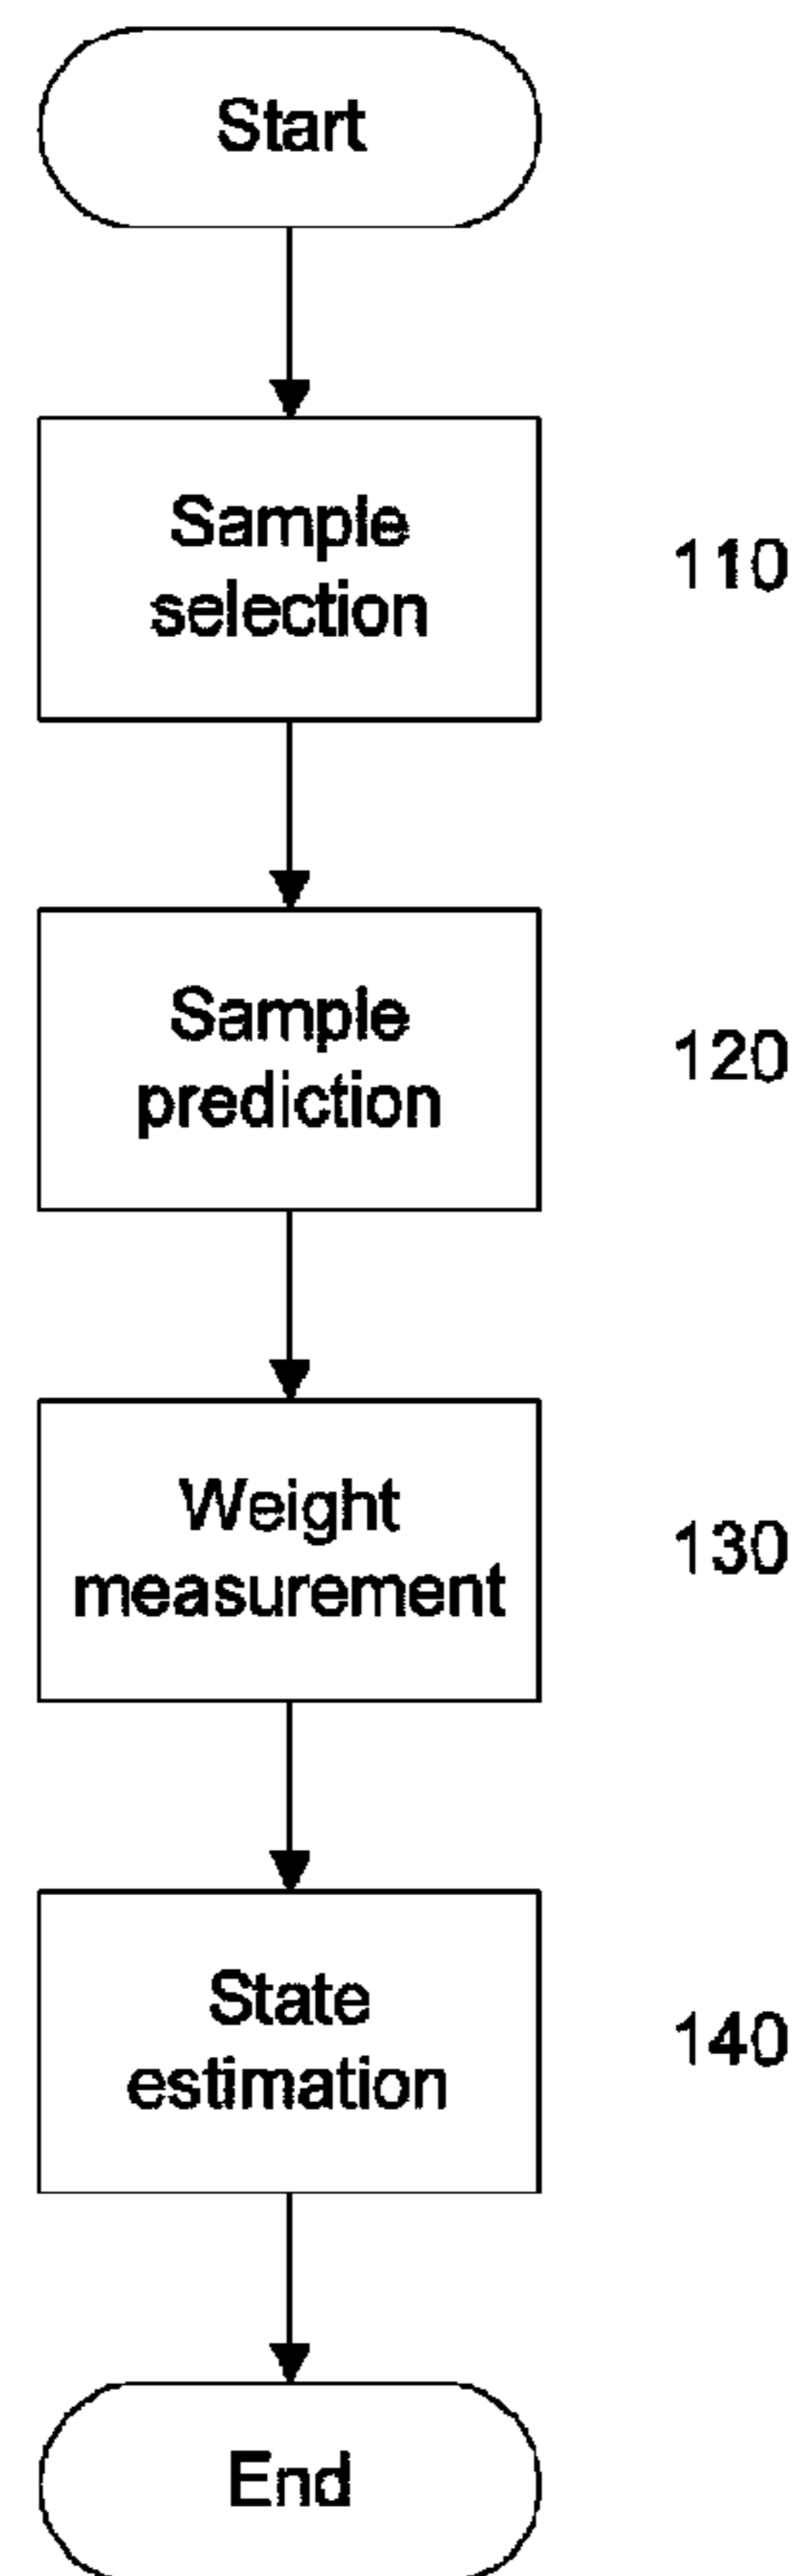 Start
Sample
selection
110
Sample
prediction
120
Weight
measurement
130
State
estimation
140
End